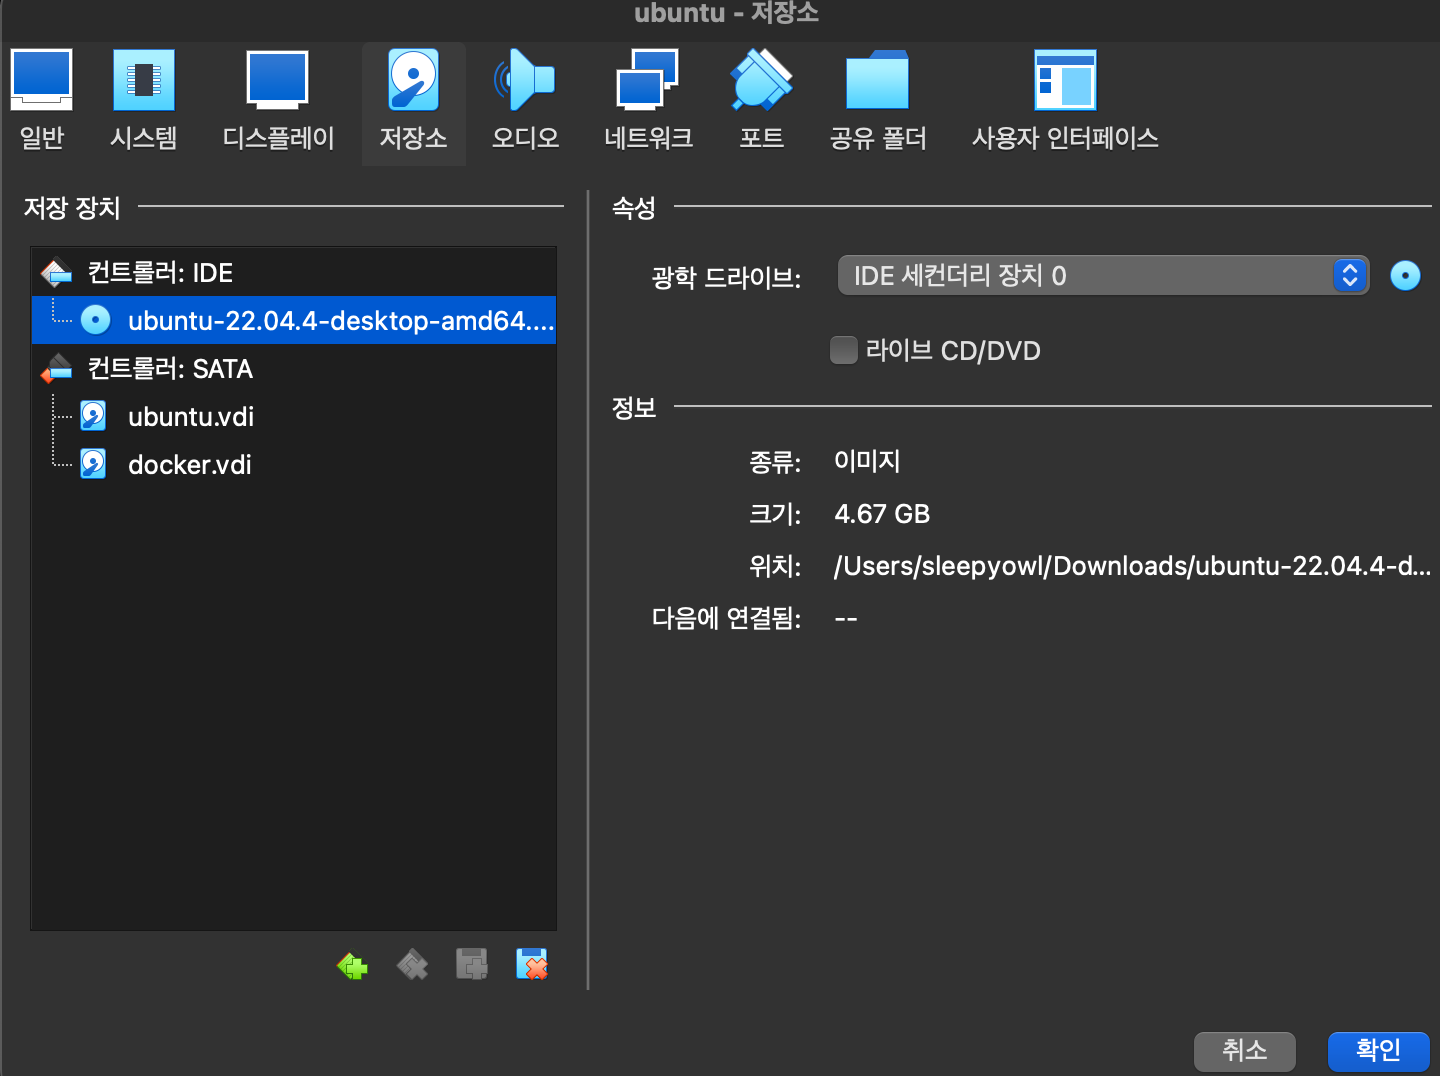 ubuntu - 저장소
일반
시스템
디스플레이
저장소
오디오
네트워크
포트
공유 폴더
사용자 인터페이스
저장 장치
컨트롤러: IDE
ubuntu-22.04.4-desktop-amd64....
컨트롤러: SATA
ubuntu.vdi
docker.vdi
속성
광학 드라이브:
IDE 세컨더리 장치 0
라이브 CD/DVD
정보
종류: 이미지
크기: 4.67 GB
위치: /Users/sleepyowl/Downloads/ubuntu-22.04.4-d...
다음에 연결됨: --
취소
확인